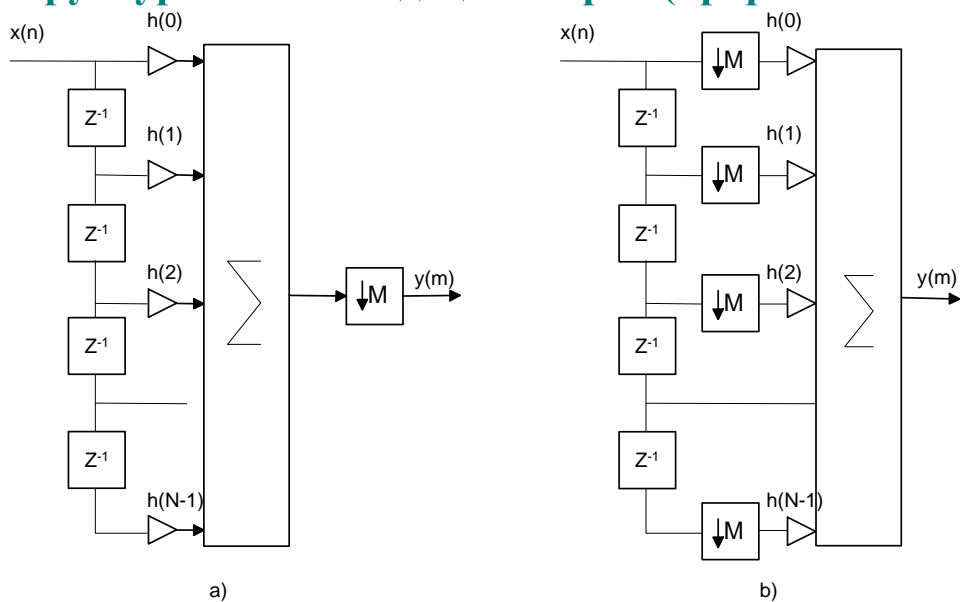 x(n)
h(0)
Z-1
h(1)
Z-1
h(2)
Z-1
Z-1
h(N-1)
∑
↓M
y(m)
a)
x(n)
↓M
h(0)
Z-1
↓M
h(1)
Z-1
↓M
h(2)
Z-1
Z-1
↓M
h(N-1)
∑
y(m)
b)